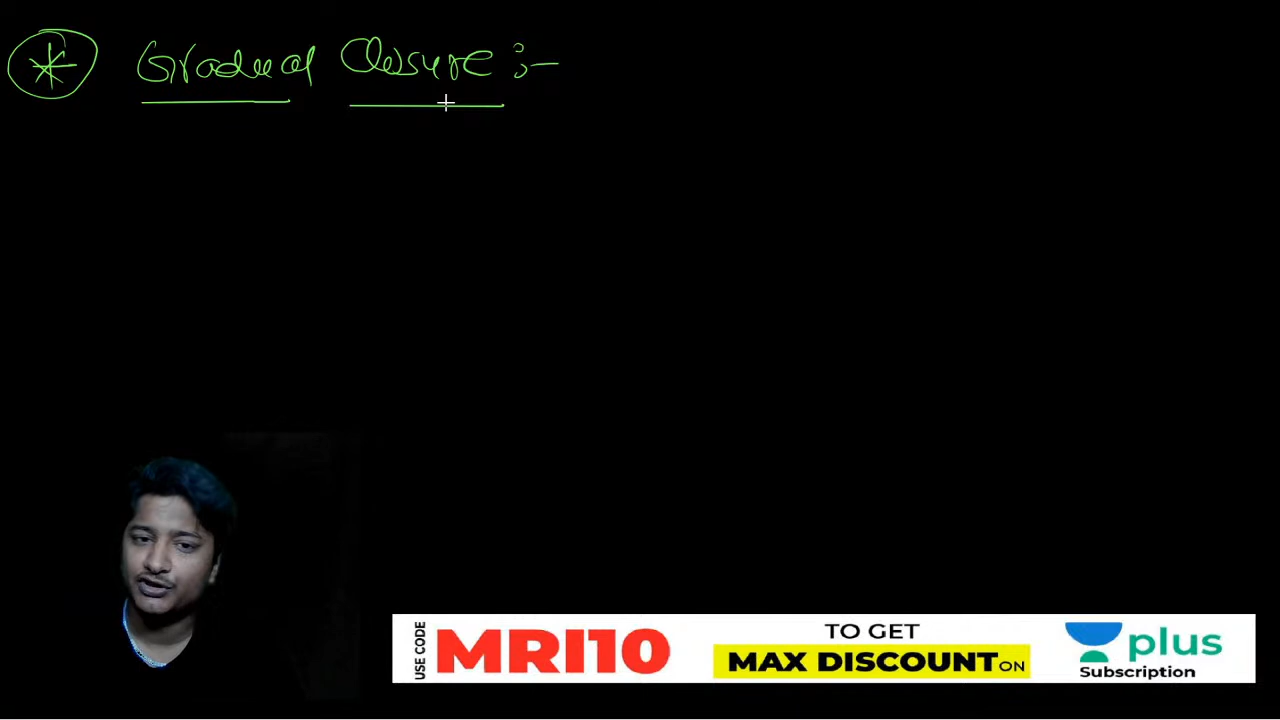 * Gradual Closure :-
USE CODE
MRI10
TO GET
MAX DISCOUNT ON
plus
Subscription